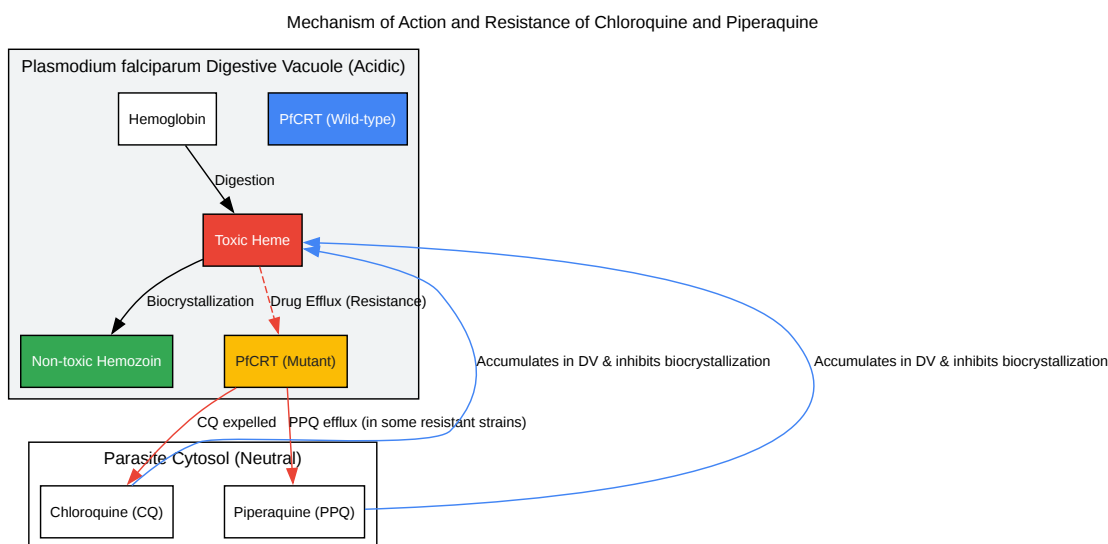 Mechanism of Action and Resistance of Chloroquine and Piperaquine
Plasmodium falciparum Digestive Vacuole (Acidic)
Hemoglobin
PfCRT (Wild-type)
Digestion
Toxic Heme
Biocrystallization
Drug Efflux (Resistance)
Non-toxic Hemozoin
PfCRT (Mutant)
Accumulates in DV & inhibits biocrystallization
Accumulates in DV & inhibits biocrystallization
CQ expelled
PPQ efflux (in some resistant strains)
Parasite Cytosol (Neutral)
Chloroquine (CQ)
Piperaquine (PPQ)